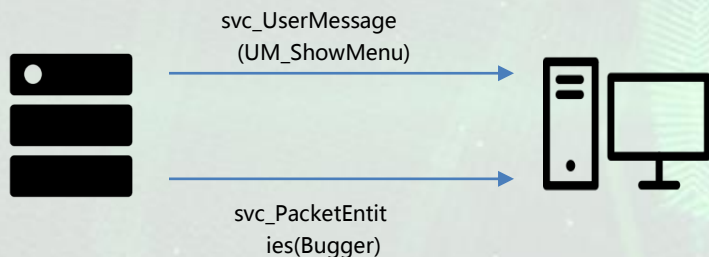 svc_UserMessage
(UM_ShowMenu)
svc_PacketEntit
ies(Bugger)